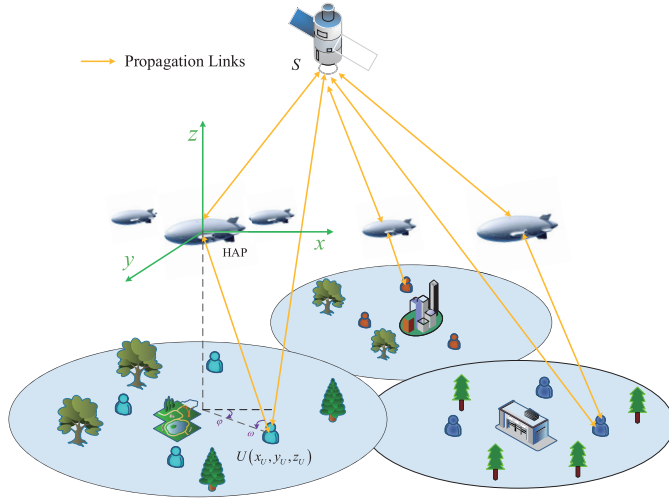 S
Propagation Links
z
x
HAP
y
φ
ω
U(x_U, y_U, z_U)